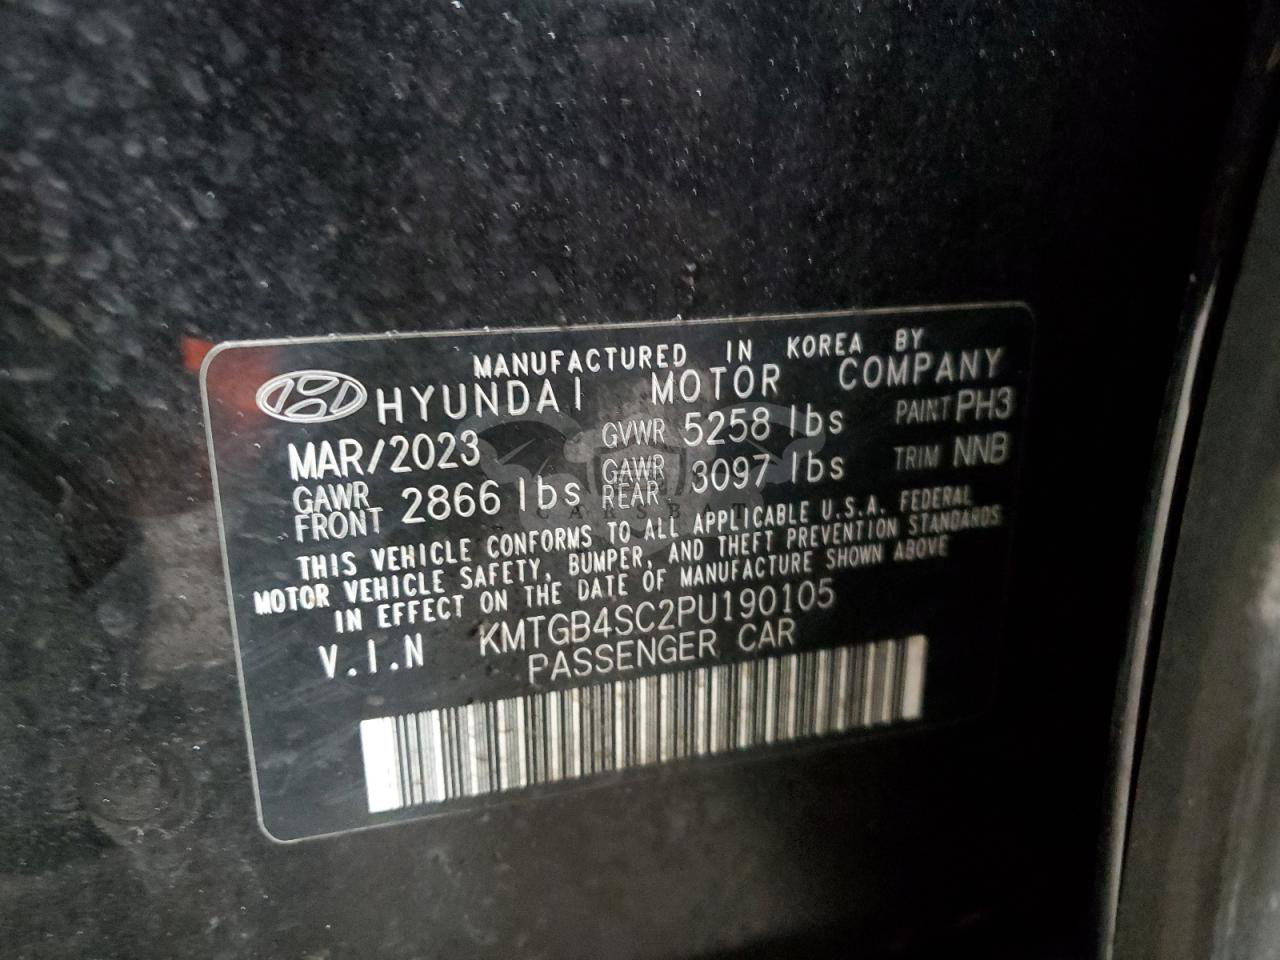 MANUFACTURED IN KOREA BY
HYUNDAI MOTOR COMPANY
MAR/2023 GVWR 5258 lbs PAINT PH3
GAWR FRONT 2866 lbs GAWR REAR 3097 lbs TRIM NNB
THIS VEHICLE CONFORMS TO ALL APPLICABLE U.S.A. FEDERAL
MOTOR VEHICLE SAFETY, BUMPER, AND THEFT PREVENTION STANDARDS
IN EFFECT ON THE DATE OF MANUFACTURE SHOWN ABOVE
V.I.N KMTGB4SC2PU190105
PASSENGER CAR
CARSBAT